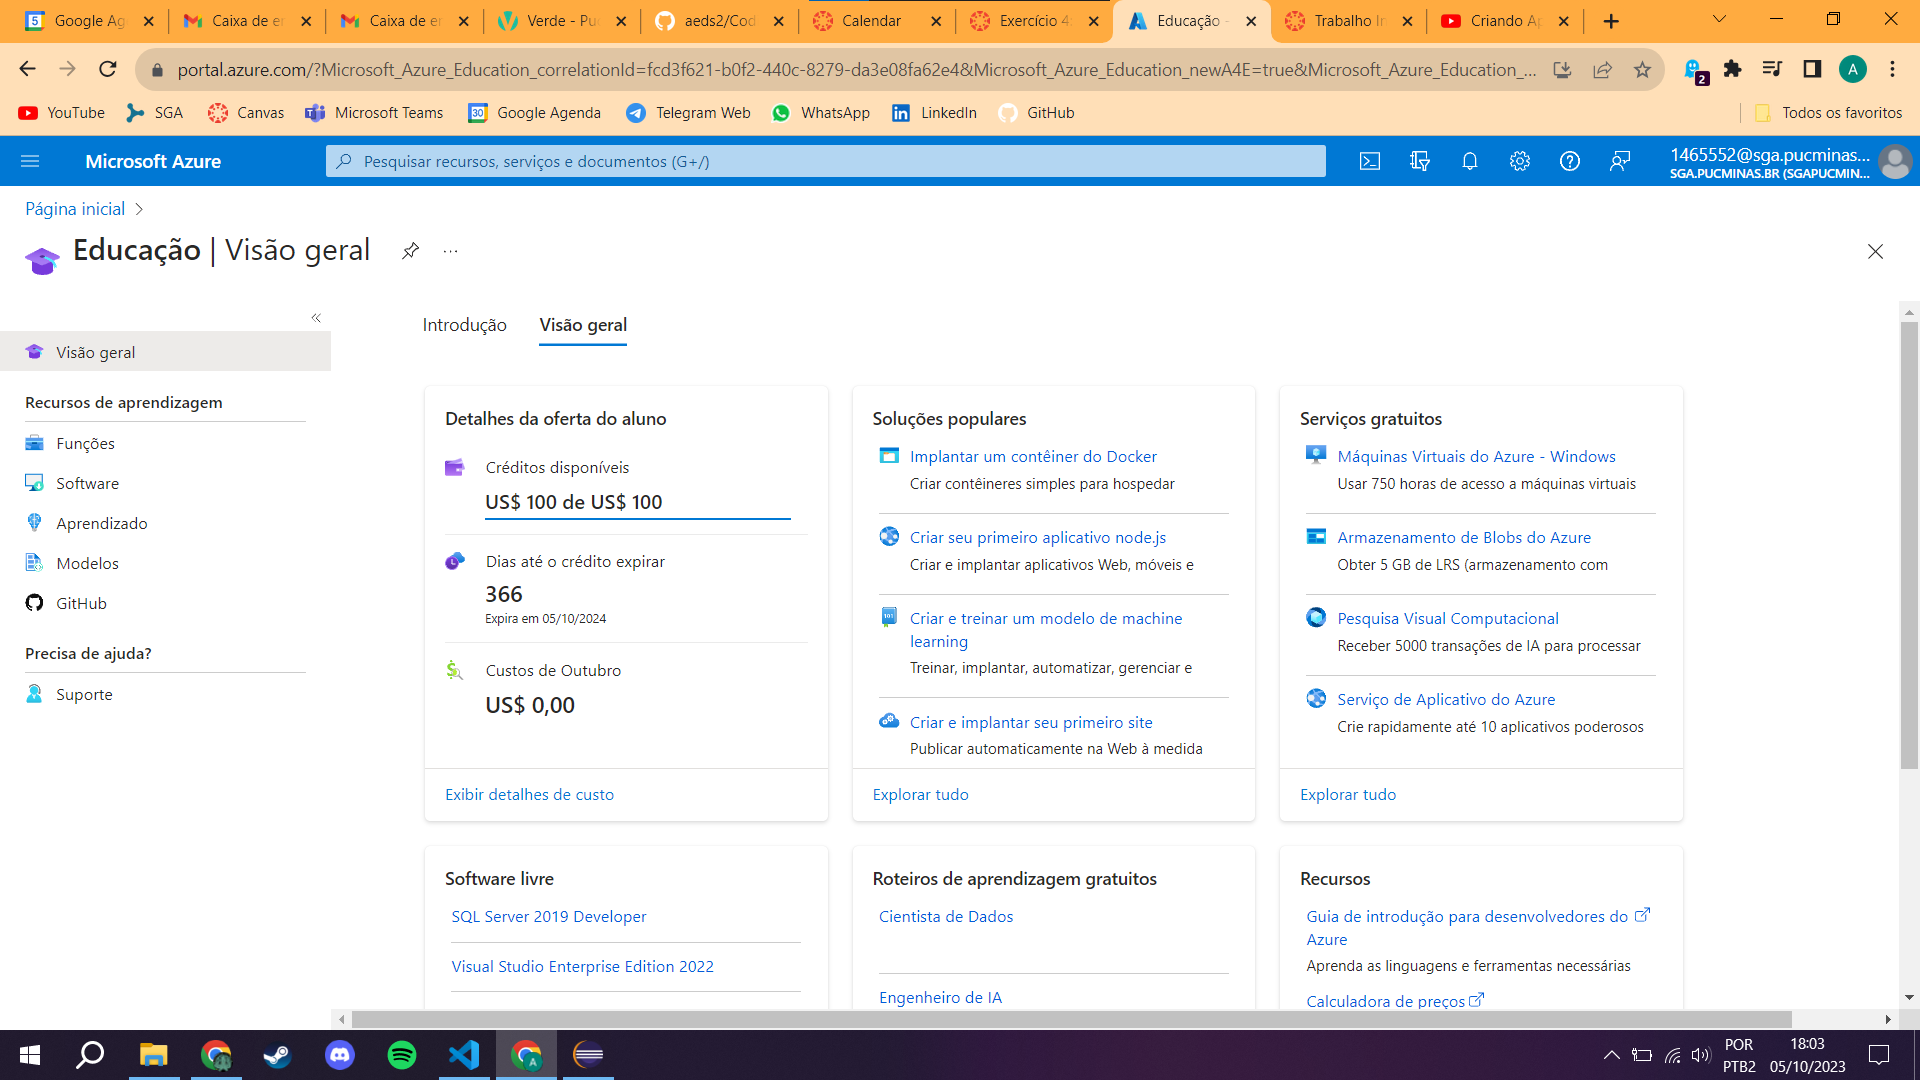 Google Ag
Caixa de er
Caixa de er
Verde - Pu
aeds2/Cod
Calendar
Exercício 4:
Educação -
Trabalho In
Criando Ap
portal.azure.com/?Microsoft_Azure_Education_correlationId=fcd3f621-b0f2-440c-8279-da3e08fa62e4&Microsoft_Azure_Education_newA4E=true&Microsoft_Azure_Education_...
2
A
YouTube
SGA
Canvas
Microsoft Teams
Google Agenda
Telegram Web
WhatsApp
LinkedIn
GitHub
Todos os favoritos
Microsoft Azure
Pesquisar recursos, serviços e documentos (G+/)
1465552@sga.pucminas...
SGA.PUCMINAS.BR (SGAPUCMIN...
Página inicial
Educação | Visão geral
Visão geral
Recursos de aprendizagem
Funções
Software
Aprendizado
Modelos
GitHub
Precisa de ajuda?
Suporte
Introdução
Visão geral
Detalhes da oferta do aluno
Créditos disponíveis
US$ 100 de US$ 100
Dias até o crédito expirar
366
Expira em 05/10/2024
Custos de Outubro
US$ 0,00
Exibir detalhes de custo
Soluções populares
Implantar um contêiner do Docker
Criar contêineres simples para hospedar
Criar seu primeiro aplicativo node.js
Criar e implantar aplicativos Web, móveis e
Criar e treinar um modelo de machine
learning
Treinar, implantar, automatizar, gerenciar e
Criar e implantar seu primeiro site
Publicar automaticamente na Web à medida
Explorar tudo
Serviços gratuitos
Máquinas Virtuais do Azure - Windows
Usar 750 horas de acesso a máquinas virtuais
Armazenamento de Blobs do Azure
Obter 5 GB de LRS (armazenamento com
Pesquisa Visual Computacional
Receber 5000 transações de IA para processar
Serviço de Aplicativo do Azure
Crie rapidamente até 10 aplicativos poderosos
Explorar tudo
Software livre
SQL Server 2019 Developer
Visual Studio Enterprise Edition 2022
Roteiros de aprendizagem gratuitos
Cientista de Dados
Engenheiro de IA
Recursos
Guia de introdução para desenvolvedores do
Azure
Aprenda as linguagens e ferramentas necessárias
Calculadora de preços
POR
PTB2
18:03
05/10/2023